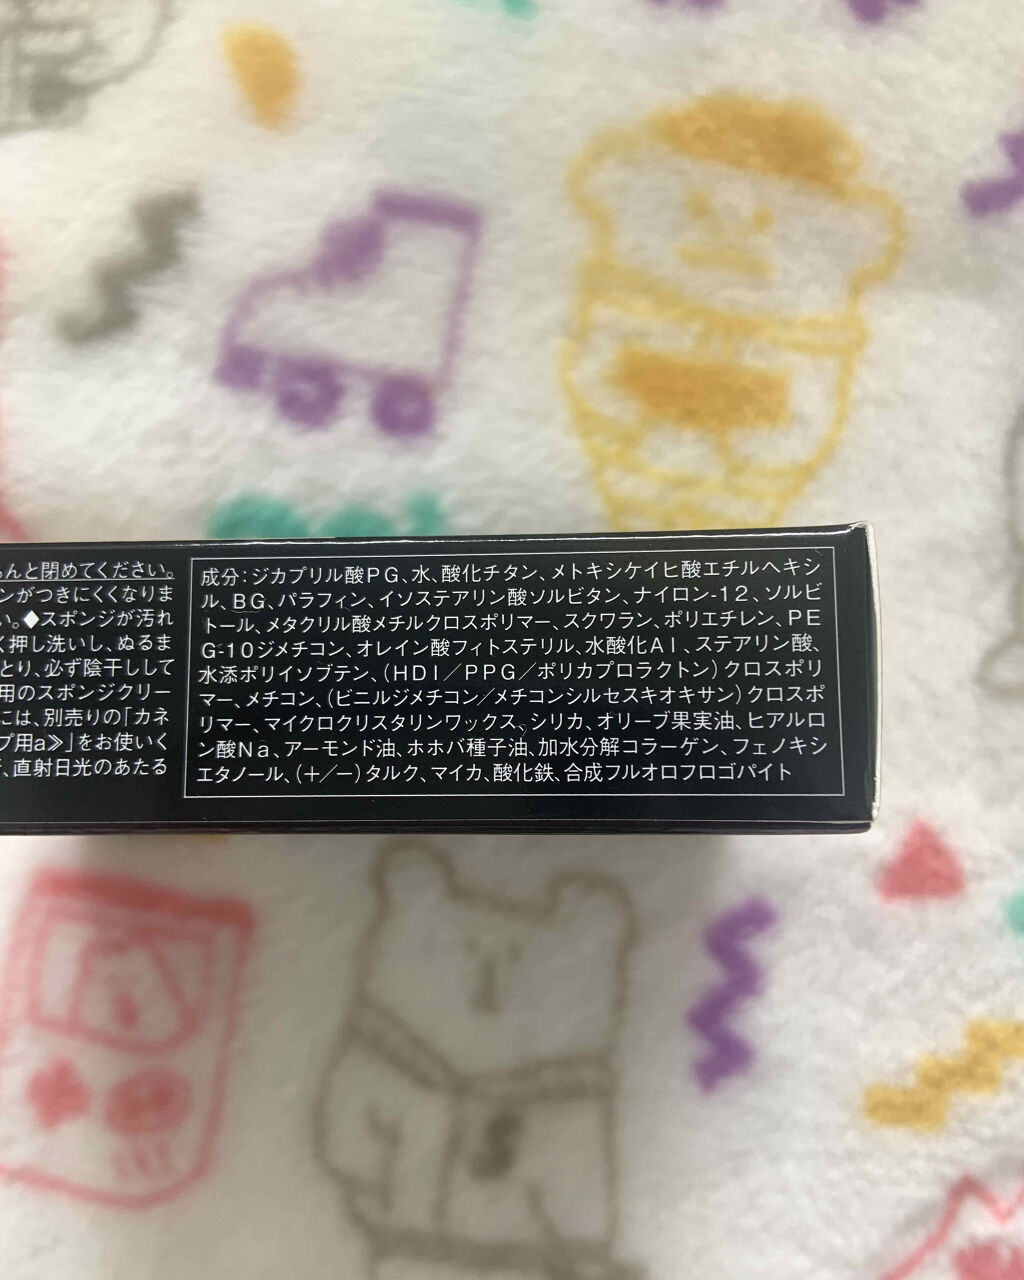 んと閉めてください。
ンがつきにくくなりま
い。◆スポンジが汚れ
く押し洗いし、ぬるま
とり、必ず陰干しして
用のスポンジクリー
には、別売りの「カネ
プ用a≫」をお使いく
、直射日光のあたる
成分:ジカプリル酸PG、水、酸化チタン、メトキシケイヒ酸エチルヘキシ
ル、BG、パラフィン、イソステアリン酸ソルビタン、ナイロン-12、ソルビ
トール、メタクリル酸メチルクロスポリマー、スクワラン、ポリエチレン、PE
G-10ジメチコン、オレイン酸フィトステリル、水酸化Al、ステアリン酸、
水添ポリイソブテン、(HDI/PPG/ポリカプロラクトン)クロスポリ
マー、メチコン、(ビニルジメチコン/メチコンシルセスキオキサン)クロスポ
リマー、マイクロクリスタリンワックス、シリカ、オリーブ果実油、ヒアルロ
ン酸Na、アーモンド油、ホホバ種子油、加水分解コラーゲン、フェノキシ
エタノール、(+/-)タルク、マイカ、酸化鉄、合成フルオロフロゴパイト